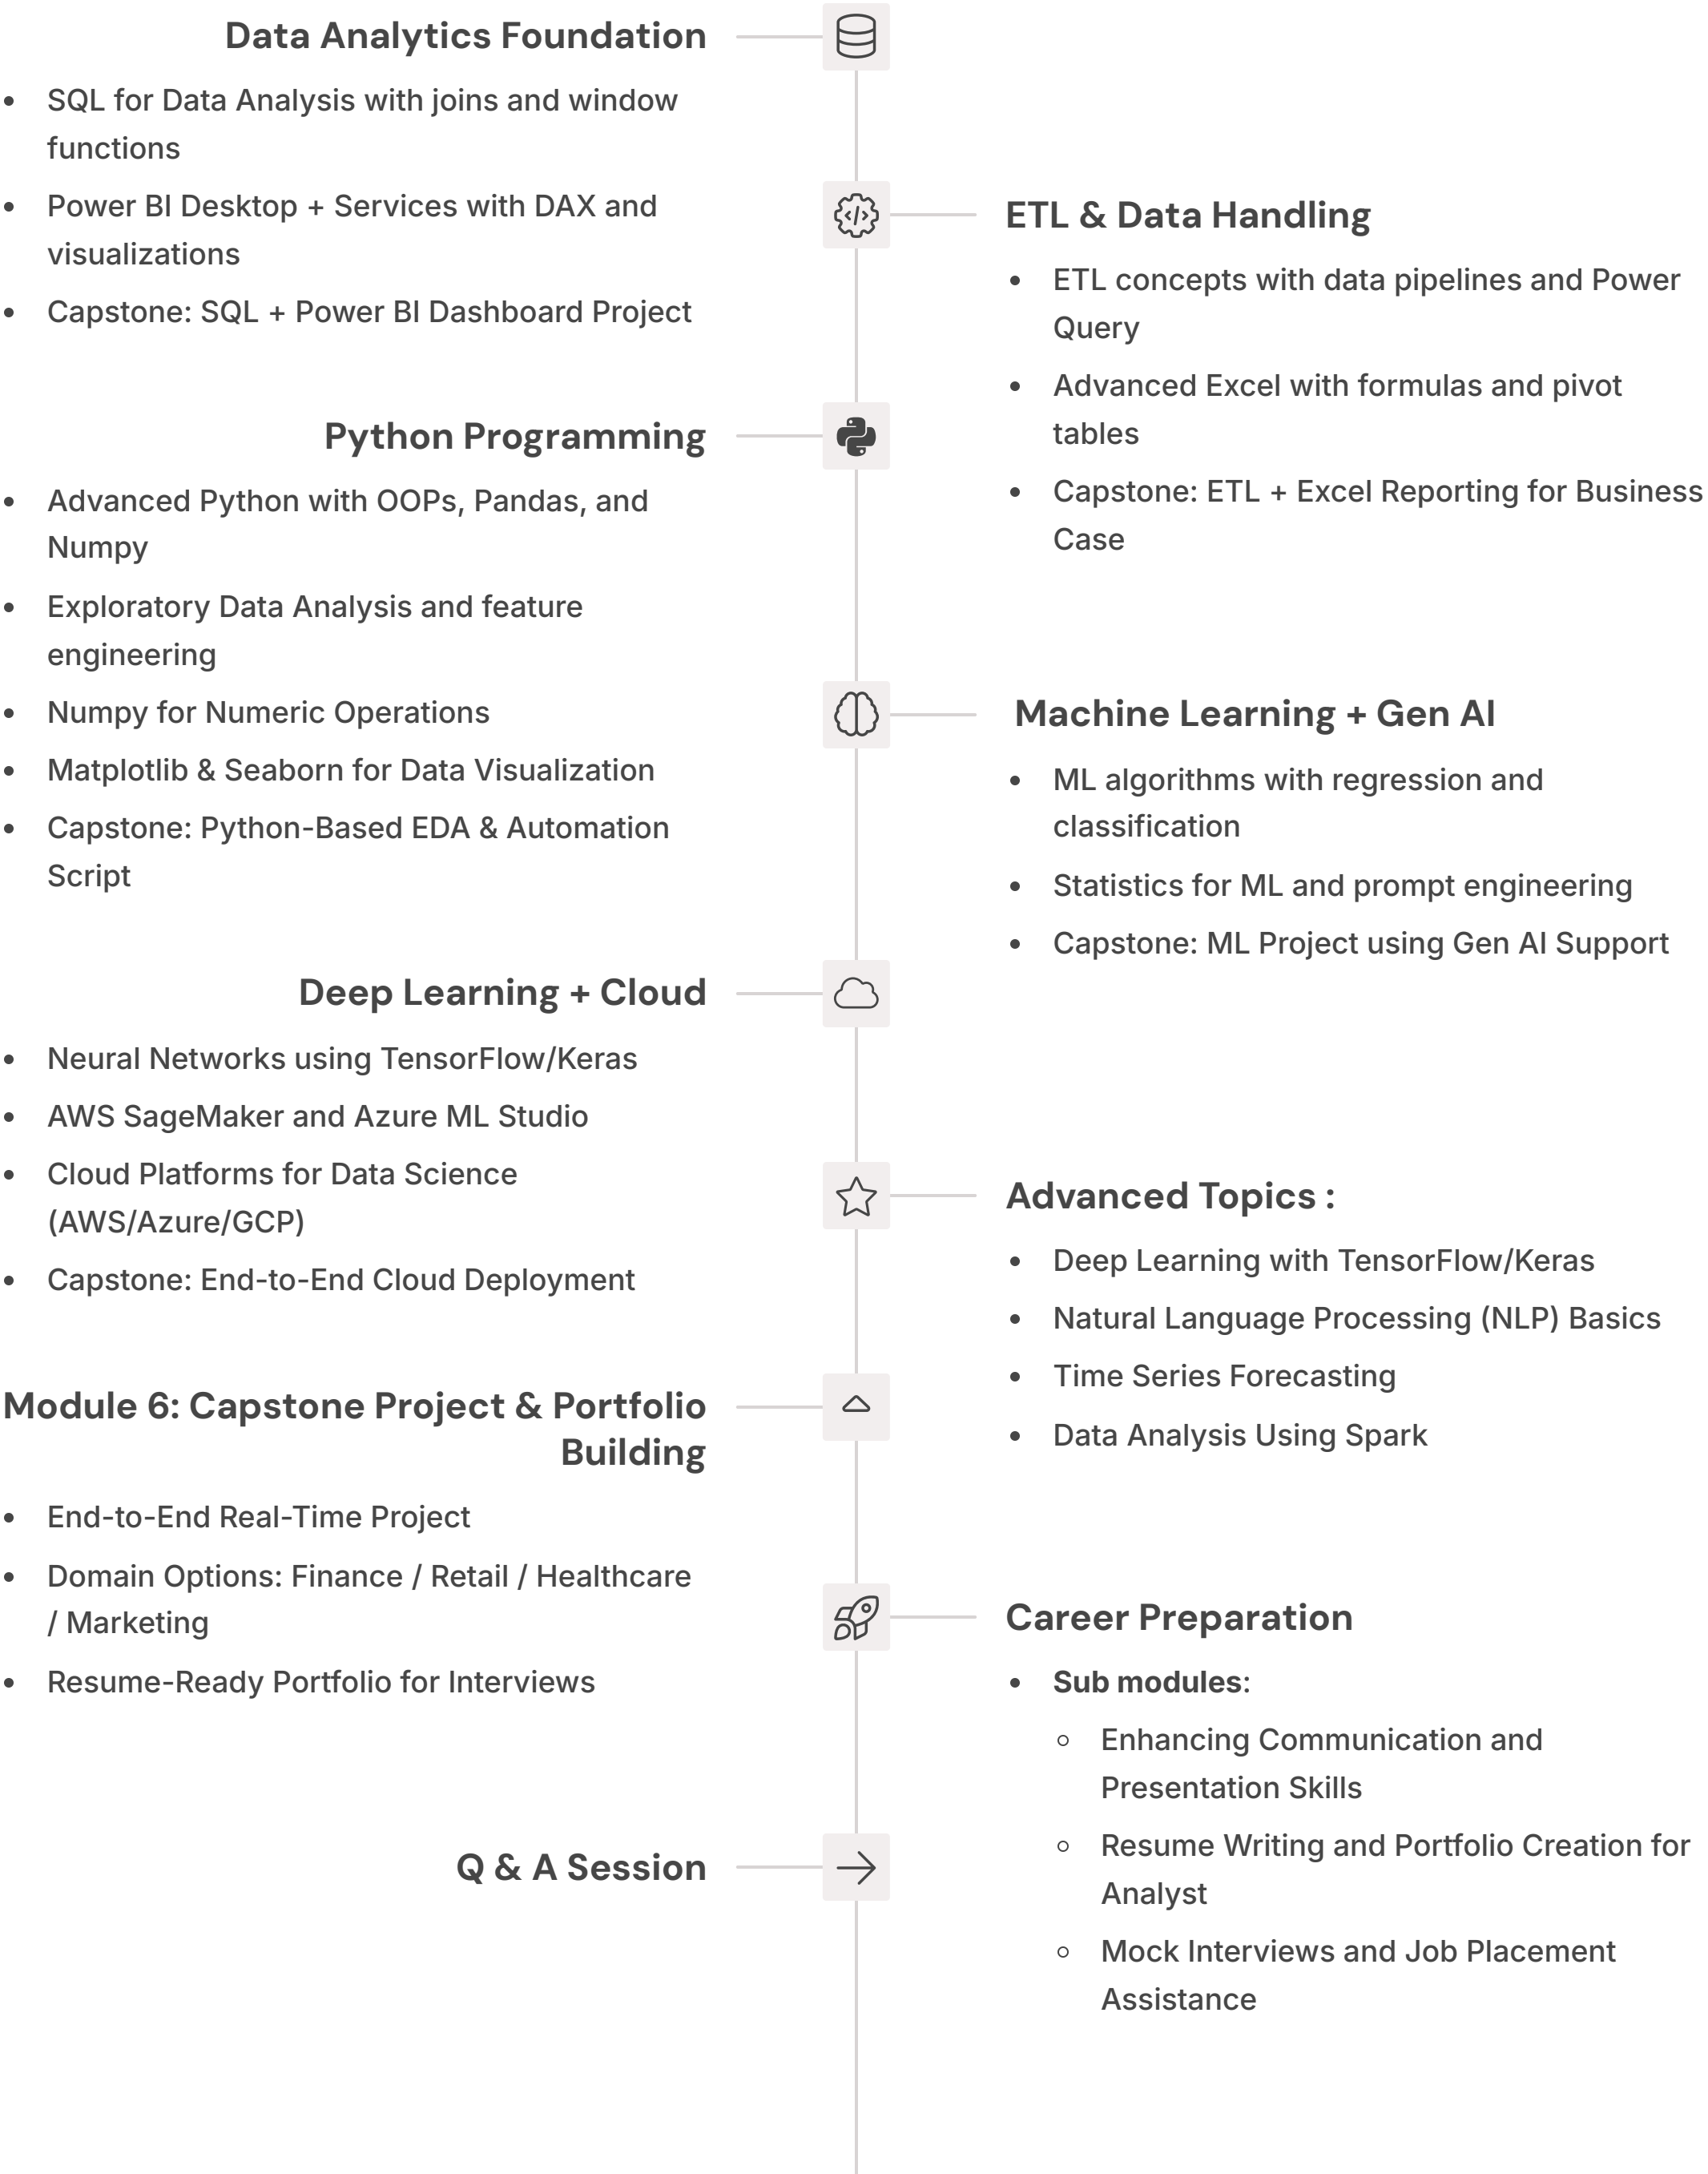 Data Analytics Foundation
SQL for Data Analysis with joins and window
functions
Power BI Desktop + Services with DAX and
visualizations
Capstone: SQL + Power BI Dashboard Project
ETL & Data Handling
ETL concepts with data pipelines and Power
Query
Advanced Excel with formulas and pivot
tables
Capstone: ETL + Excel Reporting for Business
Case
Python Programming
Advanced Python with OOPs, Pandas, and
Numpy
Exploratory Data Analysis and feature
engineering
Numpy for Numeric Operations
Matplotlib & Seaborn for Data Visualization
Capstone: Python-Based EDA & Automation
Script
Machine Learning + Gen AI
ML algorithms with regression and
classification
Statistics for ML and prompt engineering
Capstone: ML Project using Gen AI Support
Deep Learning + Cloud
Neural Networks using TensorFlow/Keras
AWS SageMaker and Azure ML Studio
Cloud Platforms for Data Science
(AWS/Azure/GCP)
Capstone: End-to-End Cloud Deployment
Advanced Topics :
Deep Learning with TensorFlow/Keras
Natural Language Processing (NLP) Basics
Time Series Forecasting
Data Analysis Using Spark
Module 6: Capstone Project & Portfolio
Building
End-to-End Real-Time Project
Domain Options: Finance / Retail / Healthcare
/ Marketing
Resume-Ready Portfolio for Interviews
Career Preparation
Sub modules:
Enhancing Communication and
Presentation Skills
Resume Writing and Portfolio Creation for
Analyst
Mock Interviews and Job Placement
Assistance
Q & A Session